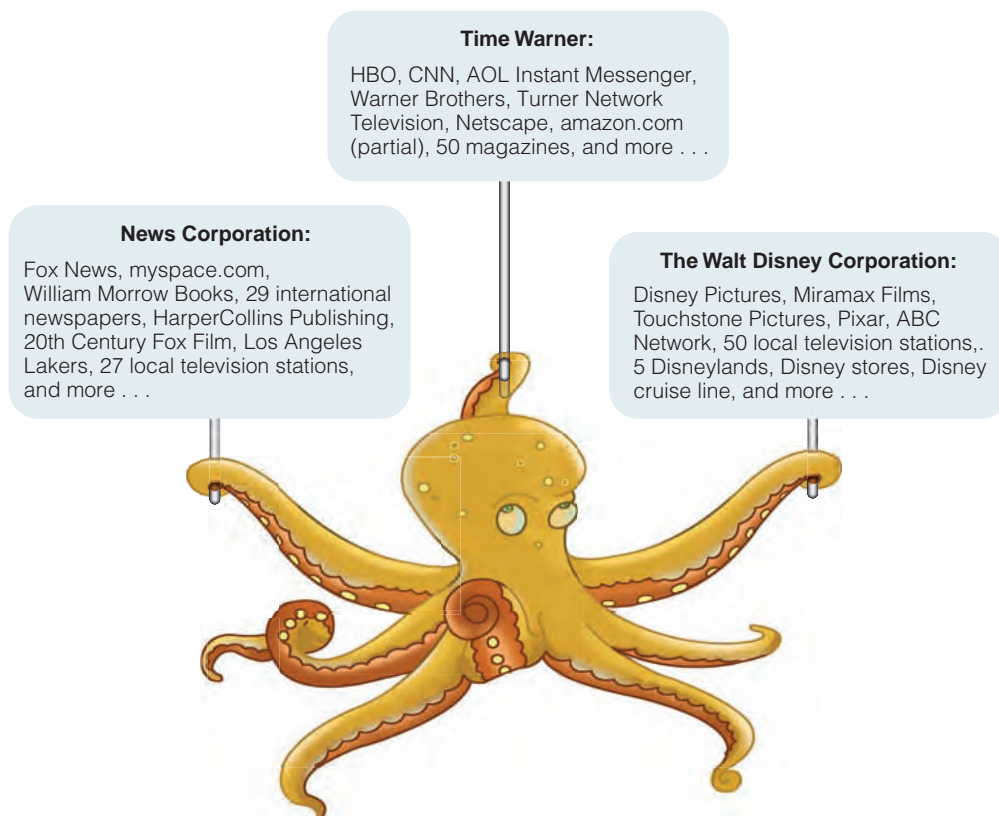 Time Warner:
HBO, CNN, AOL Instant Messenger,
Warner Brothers, Turner Network
Television, Netscape, amazon.com
(partial), 50 magazines, and more . . .
News Corporation:
Fox News, myspace.com,
William Morrow Books, 29 international
newspapers, HarperCollins Publishing,
20th Century Fox Film, Los Angeles
Lakers, 27 local television stations,
and more . . .
The Walt Disney Corporation:
Disney Pictures, Miramax Films,
Touchstone Pictures, Pixar, ABC
Network, 50 local television stations,.
5 Disneylands, Disney stores, Disney
cruise line, and more . . .